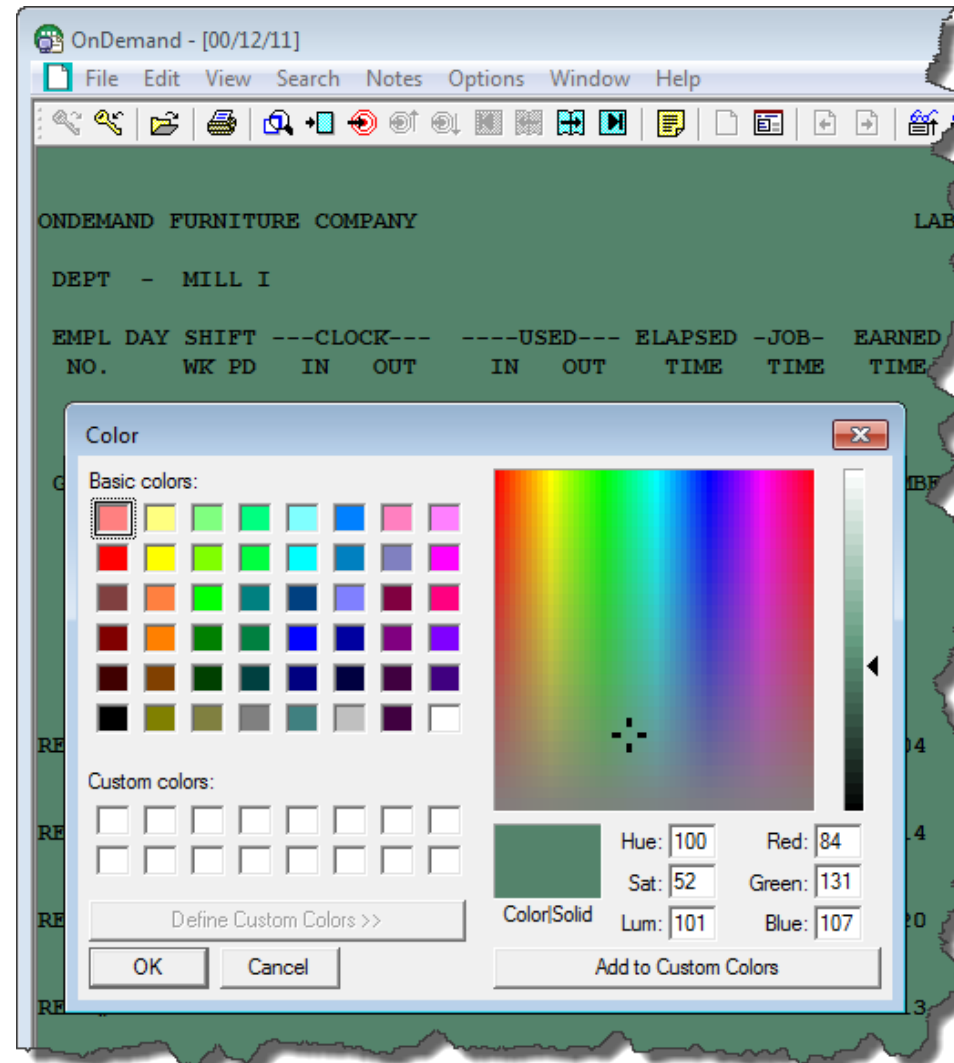 OnDemand - [00/12/11]
File Edit View Search Notes Options Window Help
ONDEMAND FURNITURE COMPANY LAB
DEPT - MILL I
EMPL DAY SHIFT ---CLOCK--- ----USED--- ELAPSED -JOB- EARNED
NO. WK PD IN OUT IN OUT TIME TIME TIME
Color
Basic colors:
Custom colors:
Define Custom Colors >>
OK Cancel
Color|Solid
Hue: 100 Red: 84
Sat: 52 Green: 131
Lum: 101 Blue: 107
Add to Custom Colors